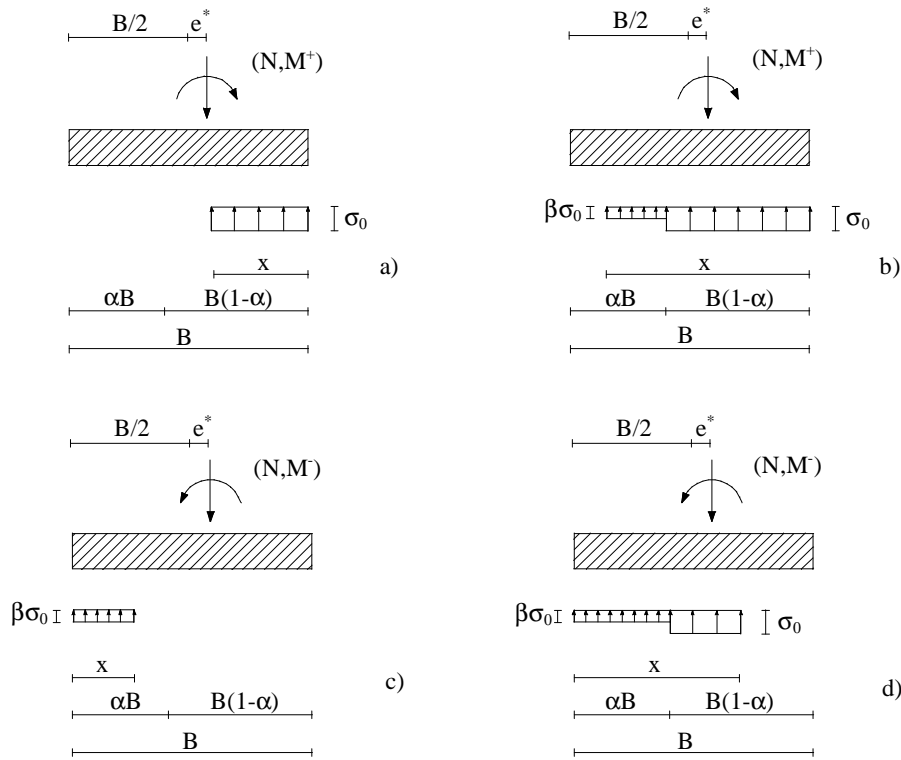 B/2 e*
(N,M⁺)
σ₀
x
a)
αB B(1-α)
B
B/2 e*
(N,M⁺)
βσ₀ σ₀
x
b)
αB B(1-α)
B
B/2 e*
(N,M⁻)
βσ₀
x
c)
αB B(1-α)
B
B/2 e*
(N,M⁻)
βσ₀ σ₀
x
d)
αB B(1-α)
B